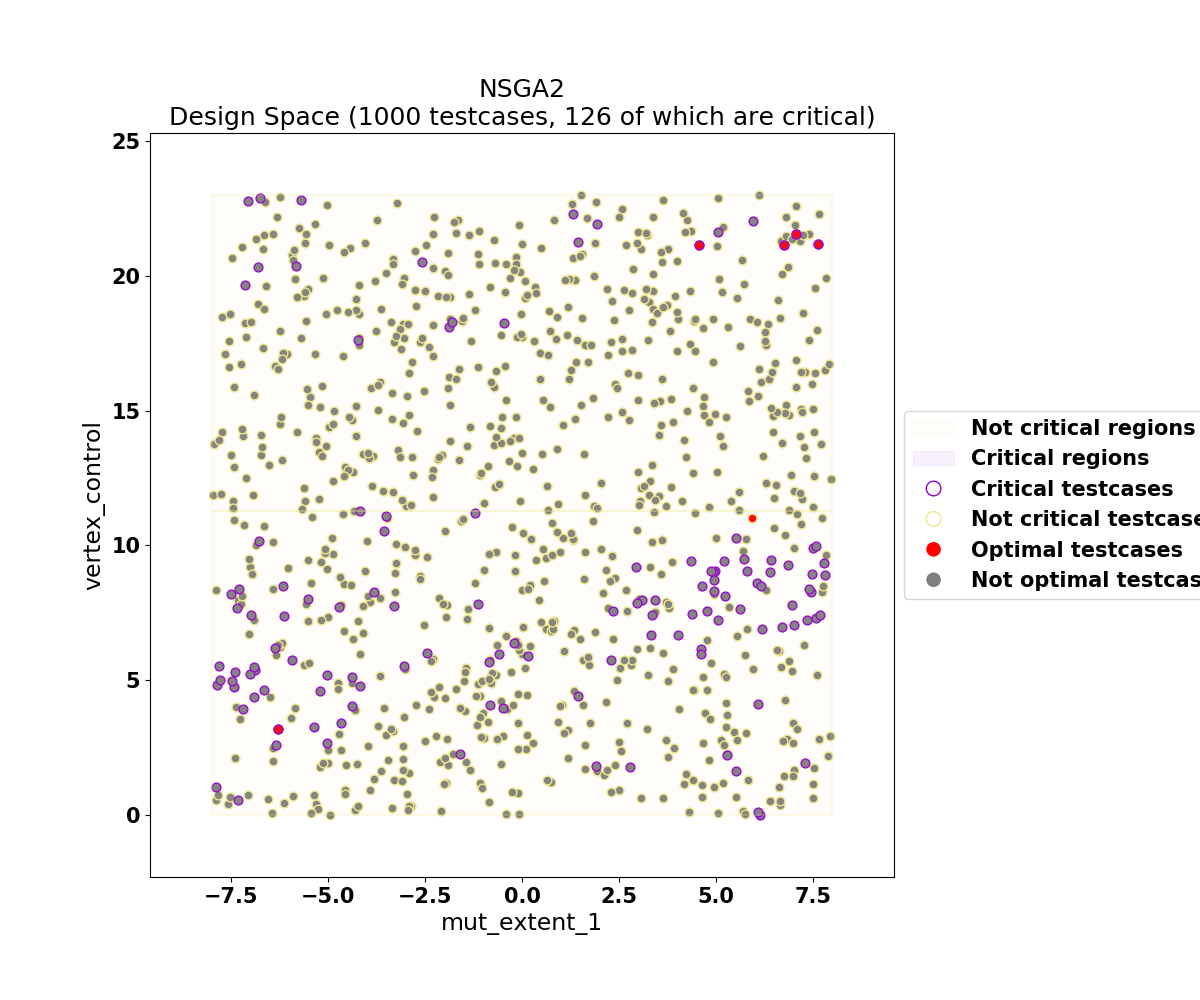 NSGA2
Design Space (1000 testcases, 126 of which are critical)
25
20
15
10
5
0
vertex_control
−7.5
−5.0
−2.5
0.0
2.5
5.0
7.5
mut_extent_1
Not critical regions
Critical regions
Critical testcases
Not critical testcase
Optimal testcases
Not optimal testcas